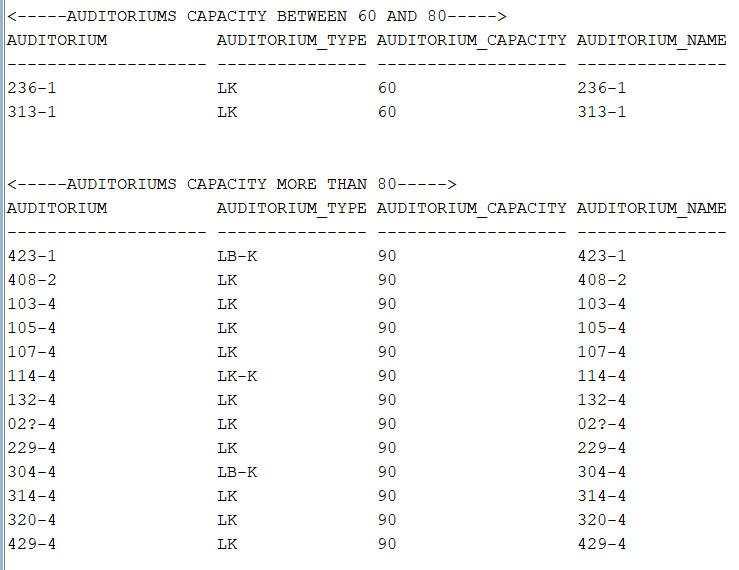 <-----AUDITORIUMS CAPACITY BETWEEN 60 AND 80----->
AUDITORIUM           AUDITORIUM_TYPE AUDITORIUM_CAPACITY AUDITORIUM_NAME
-------------------- --------------- ------------------- ---------------
236-1                LK              60                  236-1
313-1                LK              60                  313-1
<-----AUDITORIUMS CAPACITY MORE THAN 80----->
AUDITORIUM           AUDITORIUM_TYPE AUDITORIUM_CAPACITY AUDITORIUM_NAME
-------------------- --------------- ------------------- ---------------
423-1                LB-K            90                  423-1
408-2                LK              90                  408-2
103-4                LK              90                  103-4
105-4                LK              90                  105-4
107-4                LK              90                  107-4
114-4                LK-K            90                  114-4
132-4                LK              90                  132-4
02?-4                LK              90                  02?-4
229-4                LK              90                  229-4
304-4                LB-K            90                  304-4
314-4                LK              90                  314-4
320-4                LK              90                  320-4
429-4                LK              90                  429-4